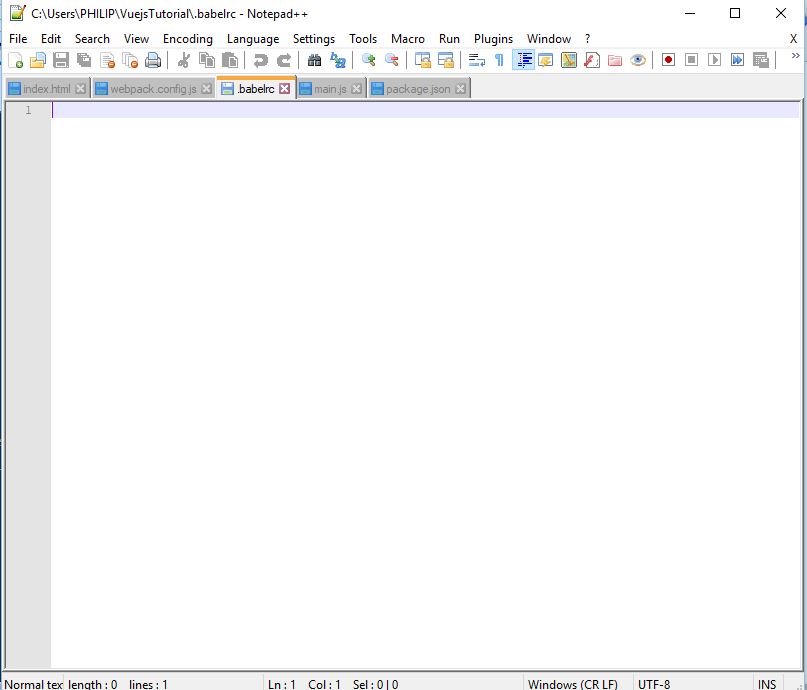 C:\Users\PHILIP\VuejsTutorial\.babelrc - Notepad++
File Edit Search View Encoding Language Settings Tools Macro Run Plugins Window ? X
index.html webpack.config.js .babelrc main.js package.json
1
Normal tex length : 0 lines : 1 Ln : 1 Col : 1 Sel : 0 | 0 Windows (CR LF) UTF-8 INS